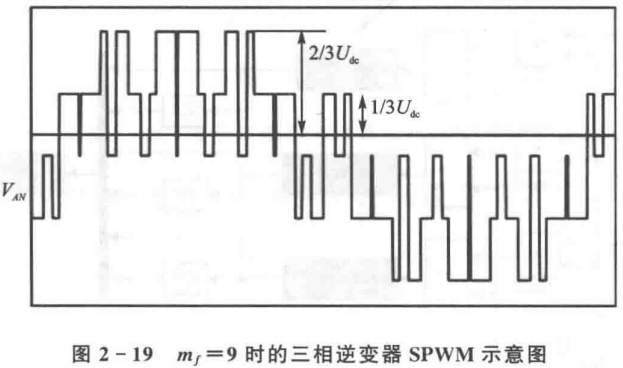 2/3U_dc
1/3U_dc
V_AN
图 2-19 m_f=9 时的三相逆变器 SPWM 示意图